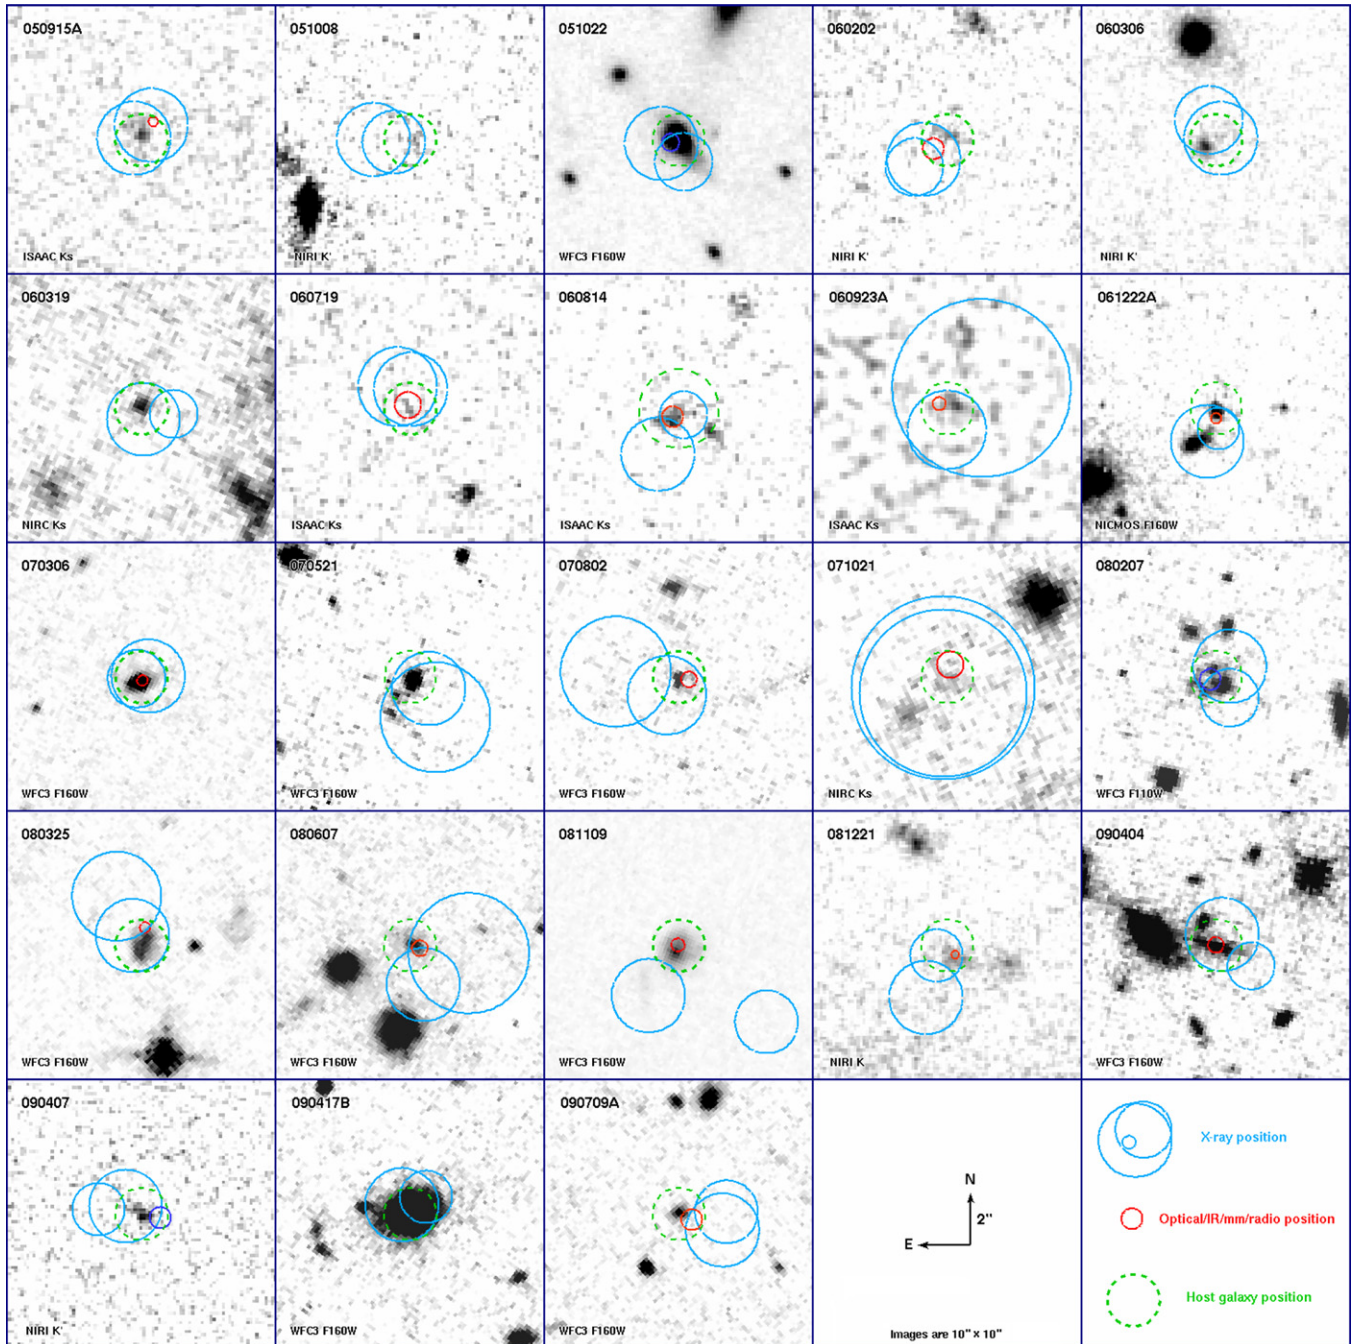 050915A
051008
051022
060202
060306
ISAAC Ks
NIRI K'
WFC3 F160W
NIRI K'
NIRI K'
060319
060719
060814
060923A
061222A
NIRC Ks
ISAAC Ks
ISAAC Ks
ISAAC Ks
NICMOS F160W
070306
070521
070802
071021
080207
WFC3 F160W
WFC3 F160W
WFC3 F160W
NIRC Ks
WFC3 F110W
080325
080607
081109
081221
090404
WFC3 F160W
WFC3 F160W
WFC3 F160W
NIRI K
WFC3 F160W
090407
090417B
090709A
X-ray position
N
2"
E
Optical/IR/mm/radio position
Host galaxy position
NIRI K'
WFC3 F160W
WFC3 F160W
Images are 10" × 10"